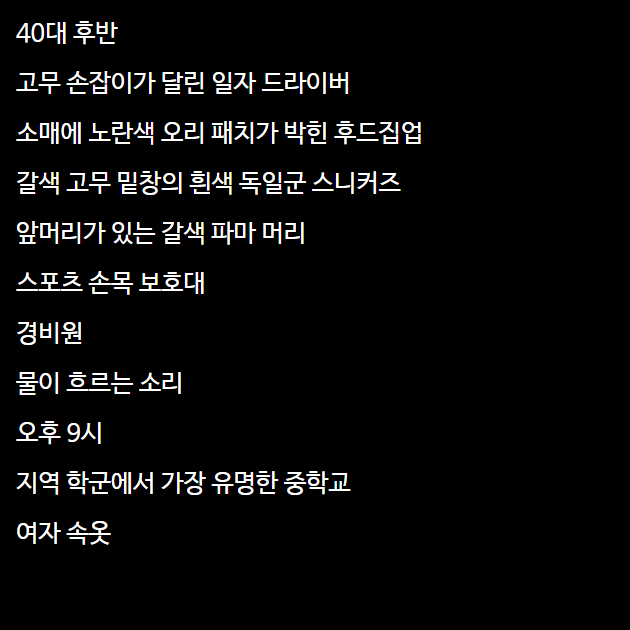 40대 후반
고무 손잡이가 달린 일자 드라이버
소매에 노란색 오리 패치가 박힌 후드집업
갈색 고무 밑창의 흰색 독일군 스니커즈
앞머리가 있는 갈색 파마 머리
스포츠 손목 보호대
경비원
물이 흐르는 소리
오후 9시
지역 학군에서 가장 유명한 중학교
여자 속옷